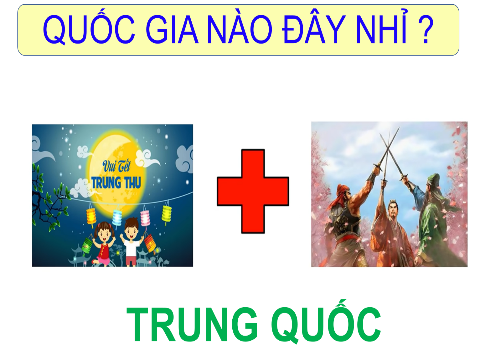 QUỐC GIA NÀO ĐÂY NHỈ ?
Vui Tết
TRUNG THU
TRUNG QUỐC